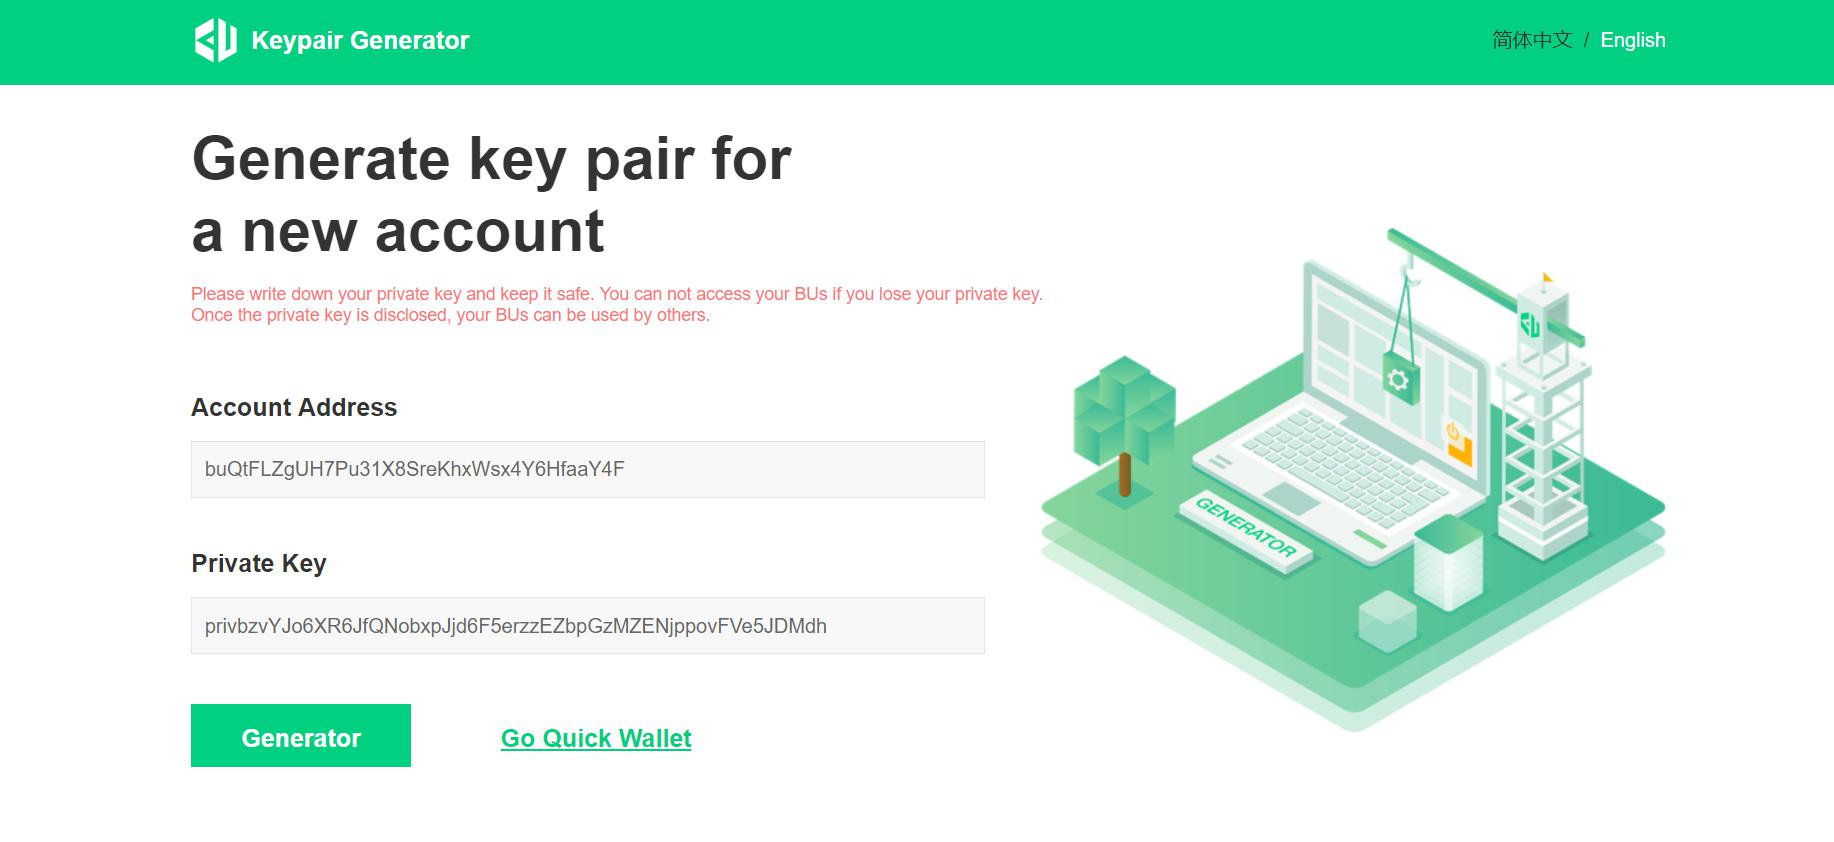 Keypair Generator
简体中文 / English
Generate key pair for
a new account
Please write down your private key and keep it safe. You can not access your BUs if you lose your private key.
Once the private key is disclosed, your BUs can be used by others.
Account Address
buQtFLZgUH7Pu31X8SreKhxWsx4Y6HfaaY4F
Private Key
privbzvYJo6XR6JfQNobxpJjd6F5erzzEZbpGzMZENjppovFVe5JDMdh
Generator
Go Quick Wallet
GENERATOR